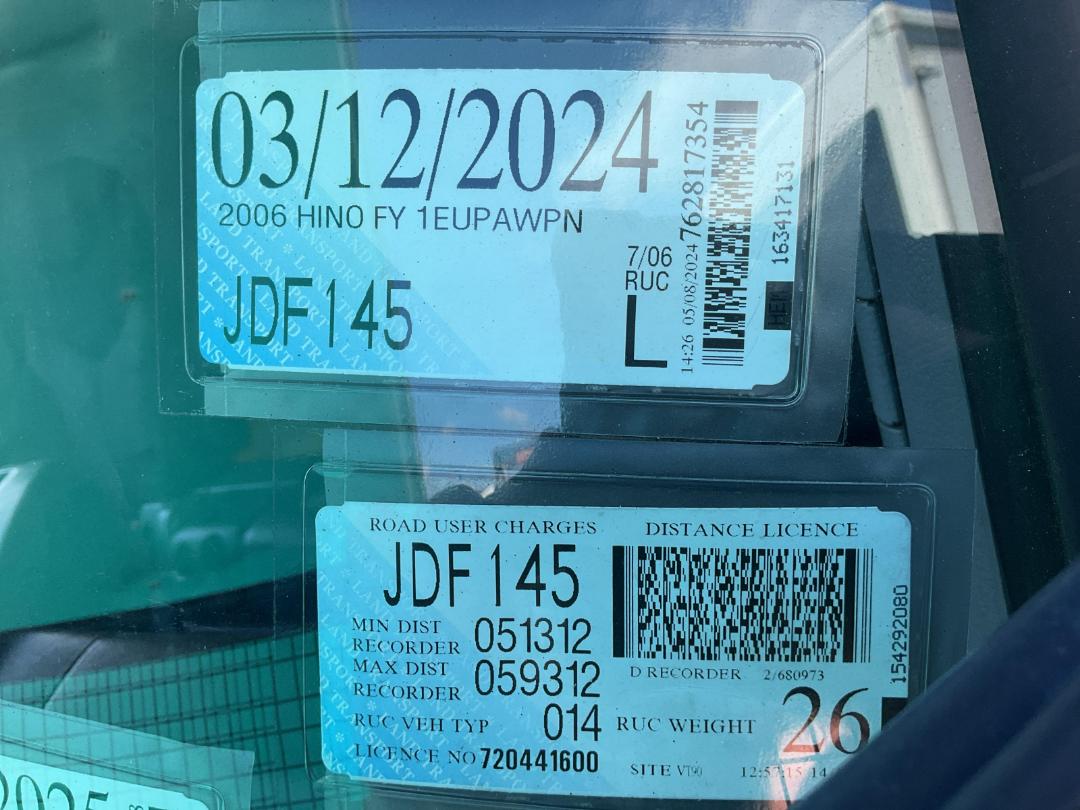 03/12/2024
2006 HINO FY 1EUPAWPN
JDF145
7/06
RUC
L
14:26 05/08/2024 762817354
163417131
ROAD USER CHARGES DISTANCE LICENCE
JDF145
MIN DIST
RECORDER 051312
MAX DIST
RECORDER 059312
D RECORDER 2/680973
154292080
RUC VEH TYP 014 RUC WEIGHT 26
LICENCE NO 720441600
SITE VT90